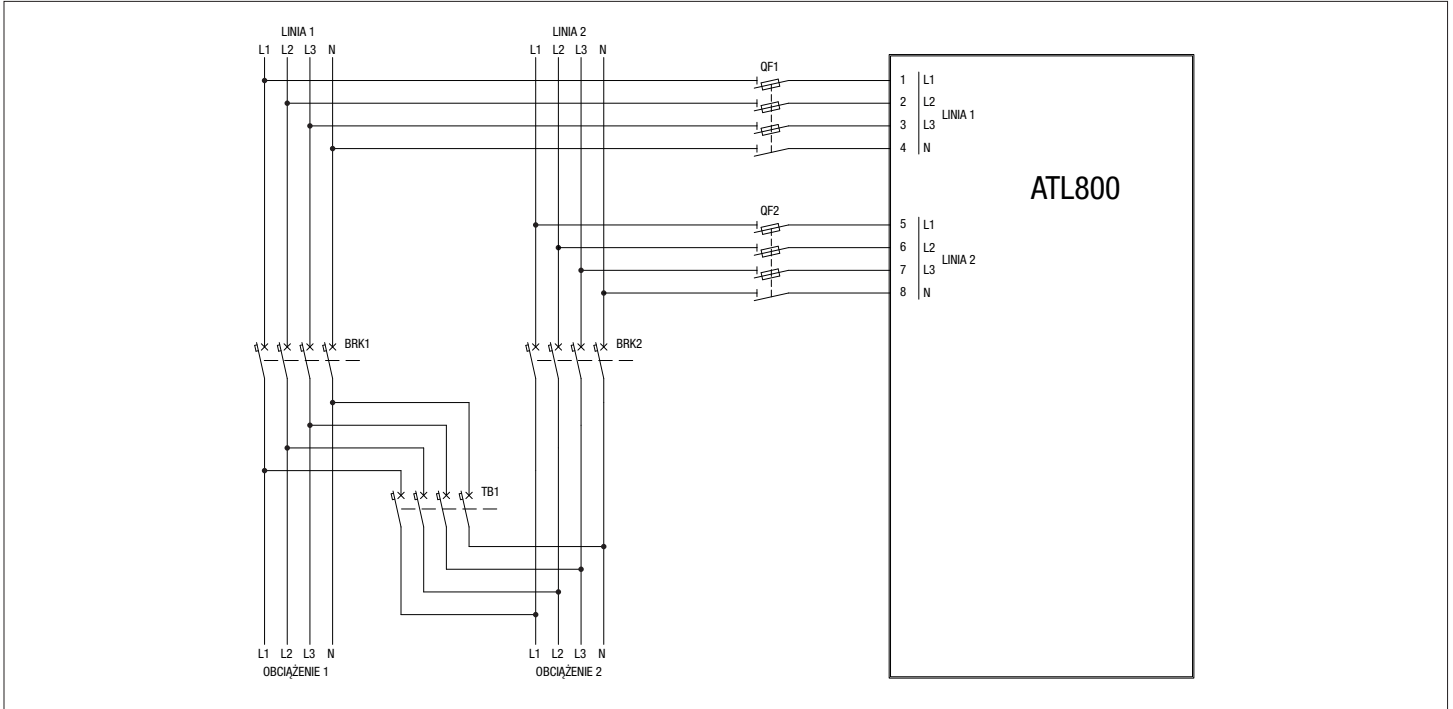 LINIA 1
L1 L2 L3 N
LINIA 2
L1 L2 L3 N
QF1
1 L1
2 L2
3 L3
4 N
LINIA 1
ATL800
QF2
5 L1
6 L2
7 L3
8 N
LINIA 2
BRK1
BRK2
TB1
L1 L2 L3 N
OBCIĄŻENIE 1
L1 L2 L3 N
OBCIĄŻENIE 2